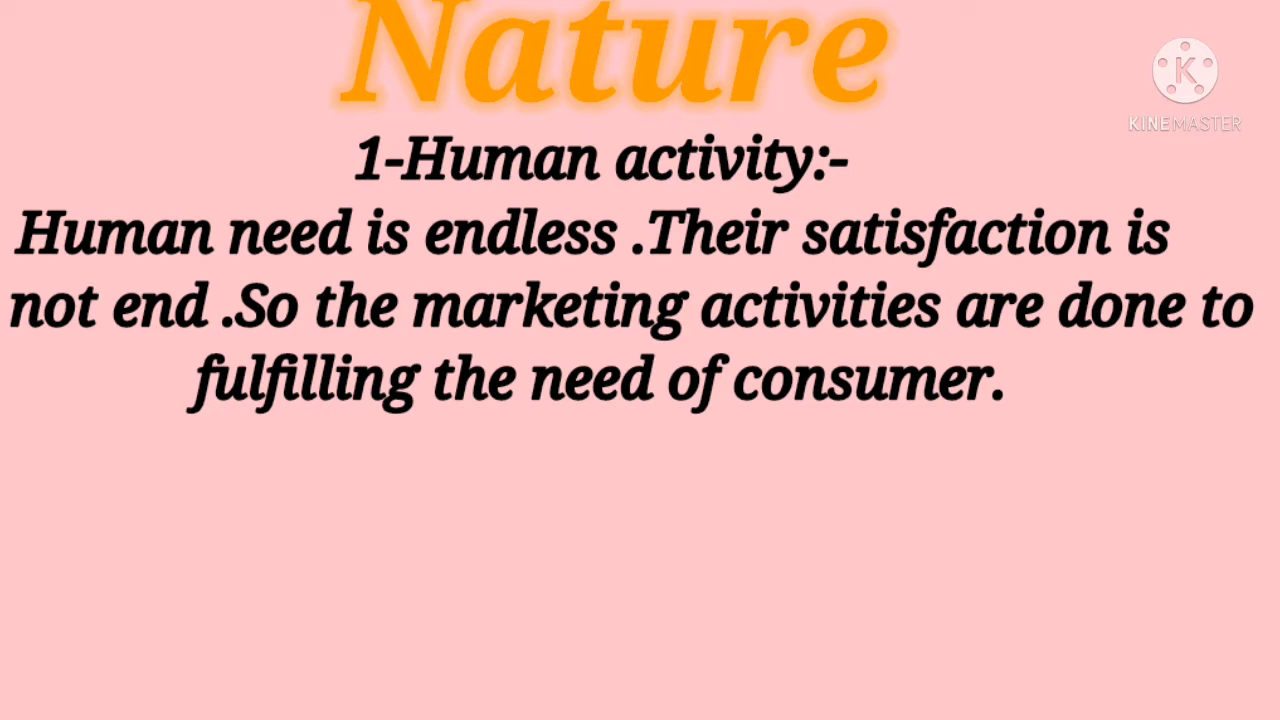 Nature
KINEMASTER
1-Human activity:-
Human need is endless .Their satisfaction is
not end .So the marketing activities are done to
fulfilling the need of consumer.